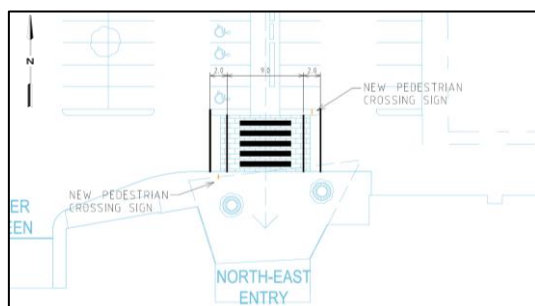 N
2.0 9.0 2.0
NEW PEDESTRIAN
CROSSING SIGN
NEW PEDESTRIAN
CROSSING SIGN
ER
EEN
NORTH-EAST
ENTRY